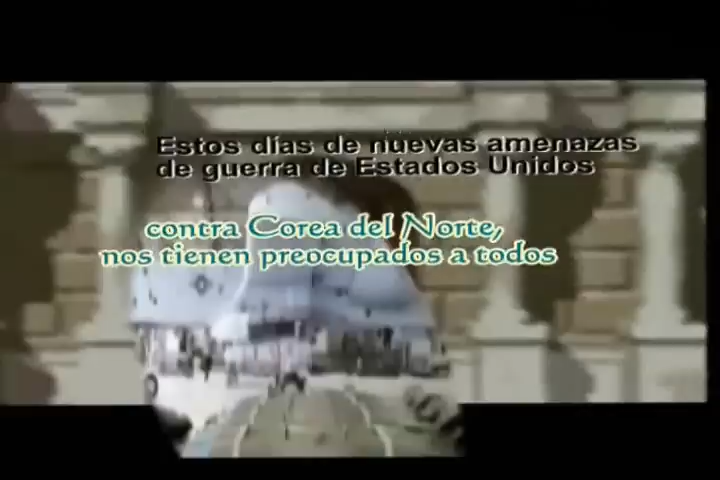 Estos días de nuevas amenazas
de guerra de Estados Unidos
contra Corea del Norte,
nos tienen preocupados a todos